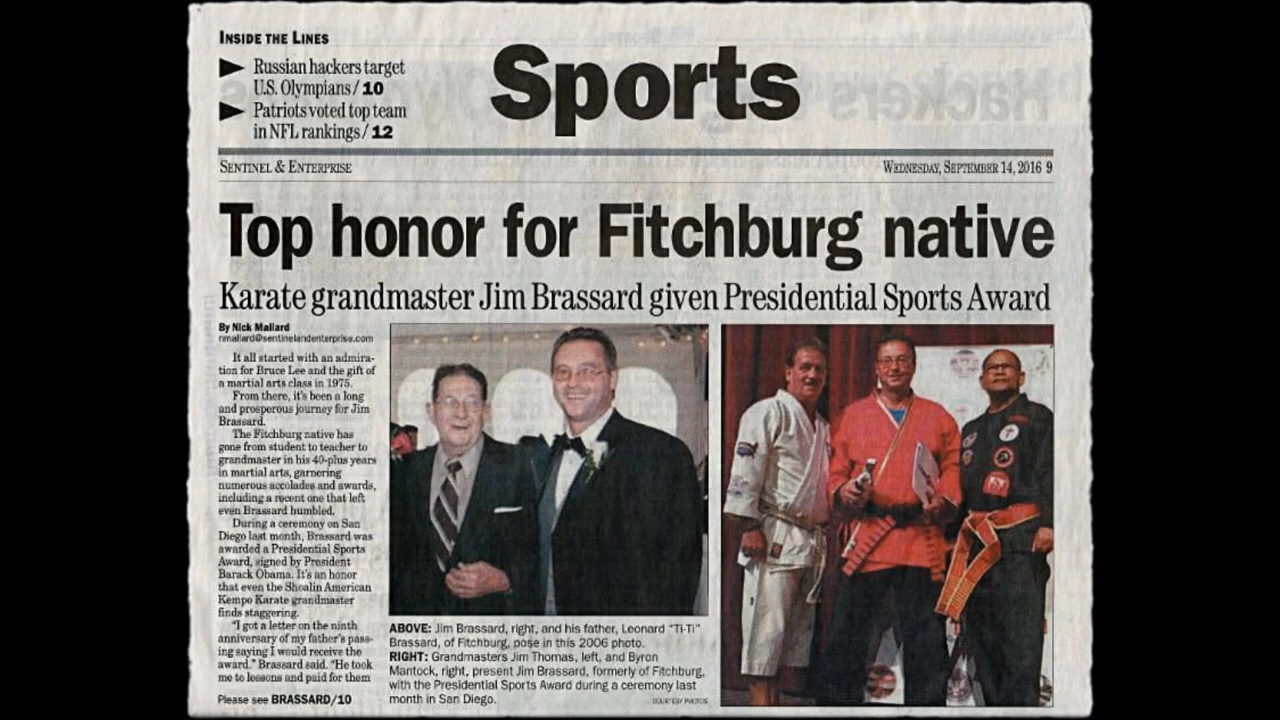 INSIDE THE LINES
Russian hackers target
U.S. Olympians / 10
Patriots voted top team
in NFL rankings / 12
Sports
SENTINEL & ENTERPRISE
WEDNESDAY, SEPTEMBER 14, 2016 9
Top honor for Fitchburg native
Karate grandmaster Jim Brassard given Presidential Sports Award
By Nick Mallard
nmallard@sentinelandenterprise.com
It all started with an admira-
tion for Bruce Lee and the gift of
a martial arts class in 1975.
From there, it's been a long
and prosperous journey for Jim
Brassard.
The Fitchburg native has
gone from student to teacher to
grandmaster in his 40-plus years
in martial arts, garnering
numerous accolades and awards,
including a recent one that left
even Brassard humbled.
During a ceremony on San
Diego last month, Brassard was
awarded a Presidential Sports
Award, signed by President
Barack Obama. It's an honor
that even the Shoalin American
Kempo Karate grandmaster
finds staggering.
"I got a letter on the ninth
anniversary of my father's pass-
ing saying I would receive the
award." Brassard said. "He took
me to lessons and paid for them
Please see BRASSARD/10
ABOVE: Jim Brassard, right, and his father, Leonard "Ti-Ti"
Brassard, of Fitchburg, pose in this 2006 photo.
RIGHT: Grandmasters Jim Thomas, left, and Byron
Mantock, right, present Jim Brassard, formerly of Fitchburg,
with the Presidential Sports Award during a ceremony last
month in San Diego.
COURTESY PHOTOS